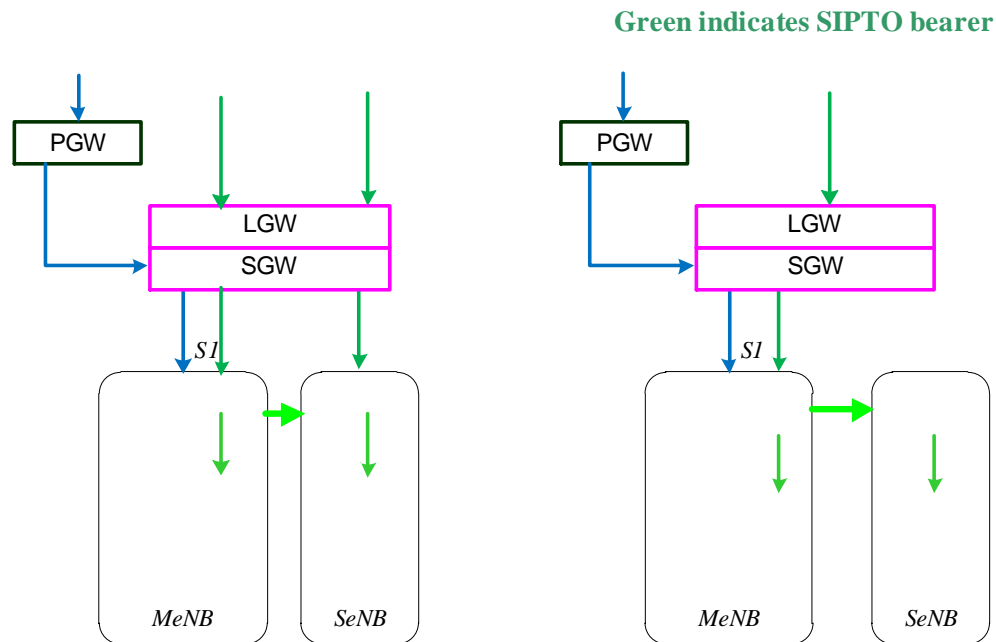 Green indicates SIPTO bearer
PGW
LGW
SGW
S1
MeNB
SeNB
PGW
LGW
SGW
S1
MeNB
SeNB